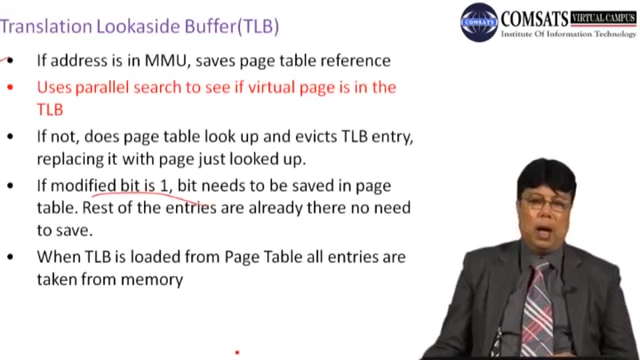 Translation Lookaside Buffer(TLB)
COMSATS VIRTUAL CAMPUS
Institute Of Information Technology
• If address is in MMU, saves page table reference
• Uses parallel search to see if virtual page is in the
TLB
• If not, does page table look up and evicts TLB entry,
replacing it with page just looked up.
• If modified bit is 1, bit needs to be saved in page
table. Rest of the entries are already there no need
to save.
• When TLB is loaded from Page Table all entries are
taken from memory
COMSATS